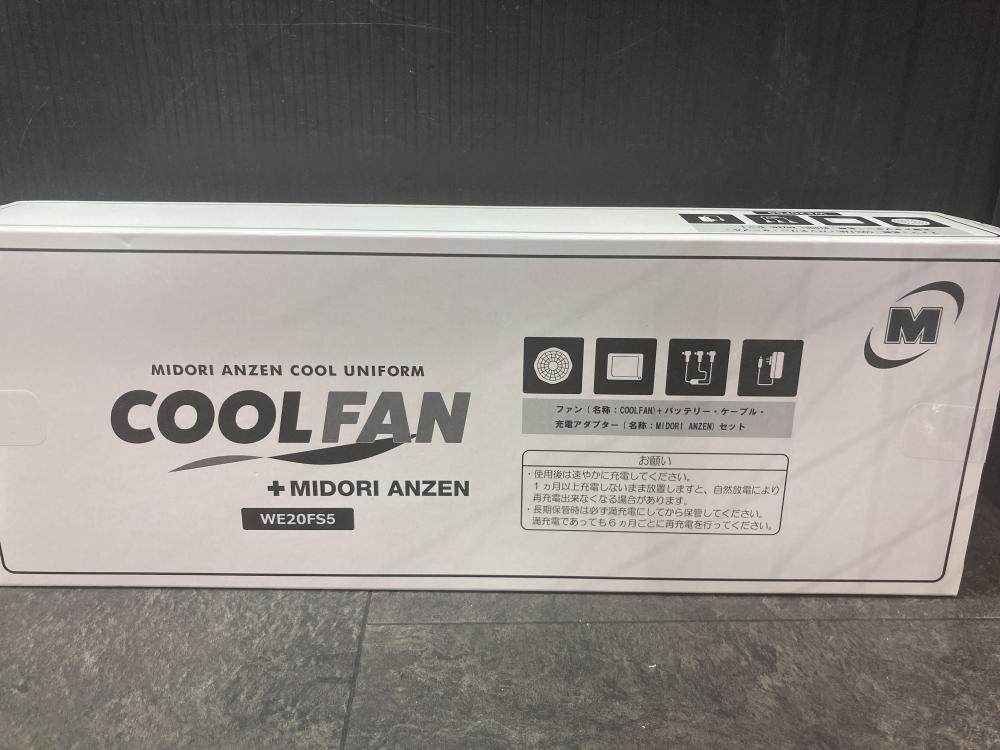 MIDORI ANZEN COOL UNIFORM
COOLFAN
+MIDORI ANZEN
WE20FS5
M
ファン(名称:COOLFAN)+バッテリー・ケーブル・
充電アダプター(名称:MIDORI ANZEN)セット
お願い
・使用後は速やかに充電してください。
1ヵ月以上充電しないまま放置しますと、自然放電により
再充電出来なくなる場合があります。
・長期保管時は必ず満充電にしてから保管してください。
満充電であっても6ヵ月ごとに再充電を行ってください。